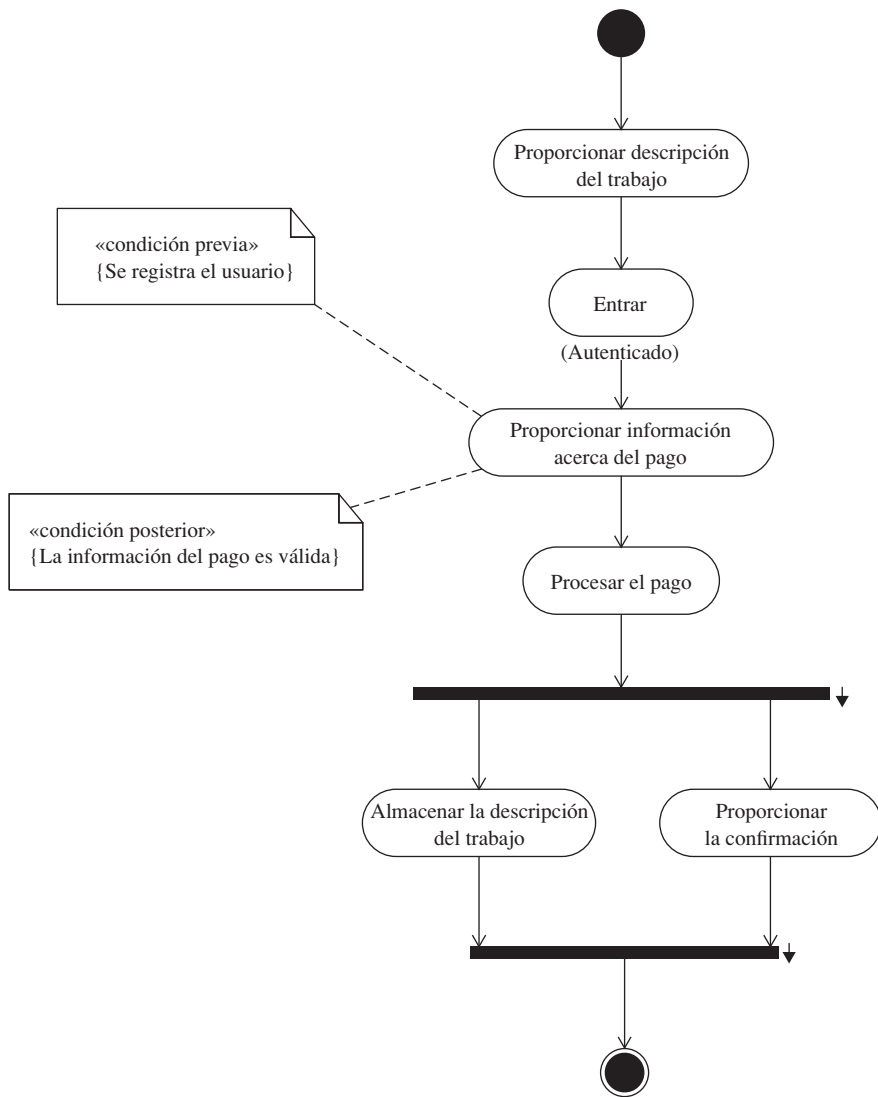 Proporcionar descripción
del trabajo
«condición previa»
{Se registra el usuario}
Entrar
(Autenticado)
Proporcionar información
acerca del pago
«condición posterior»
{La información del pago es válida}
Procesar el pago
Almacenar la descripción
del trabajo
Proporcionar
la confirmación